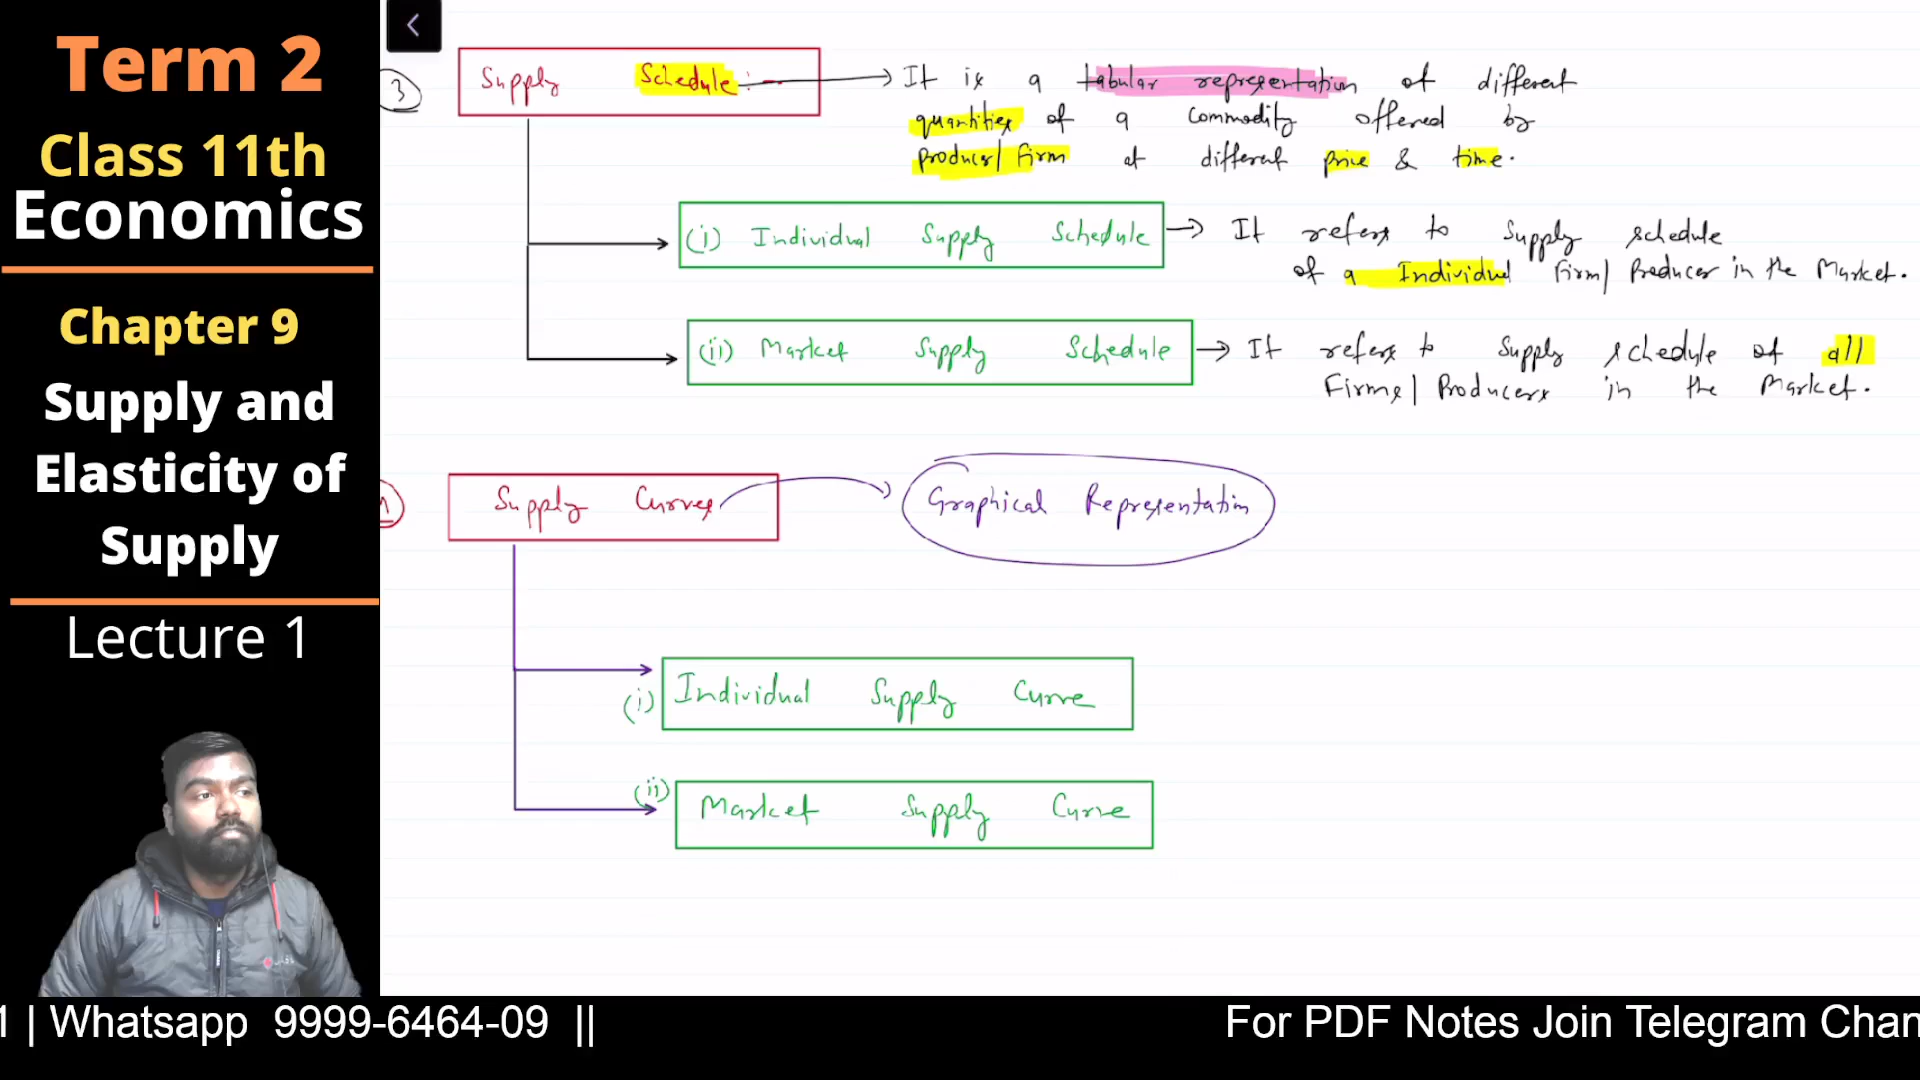 Term 2
Class 11th
Economics
Chapter 9
Supply and
Elasticity of
Supply
Lecture 1
3
Supply Schedule:-
It is a tabular representation of different
quantities of a commodity offered by
Producer/ Firm at different price & time.
(i) Individual Supply Schedule
It refers to Supply schedule
of a Individual Firm/ Producer in the Market.
(ii) Market Supply Schedule
It refers to Supply schedule of all
Firms/ Producers in the Market.
Supply Curves
Graphical Representation
(i) Individual Supply Curve
(ii) Market Supply Curve
1 | Whatsapp 9999-6464-09 ||
For PDF Notes Join Telegram Chan